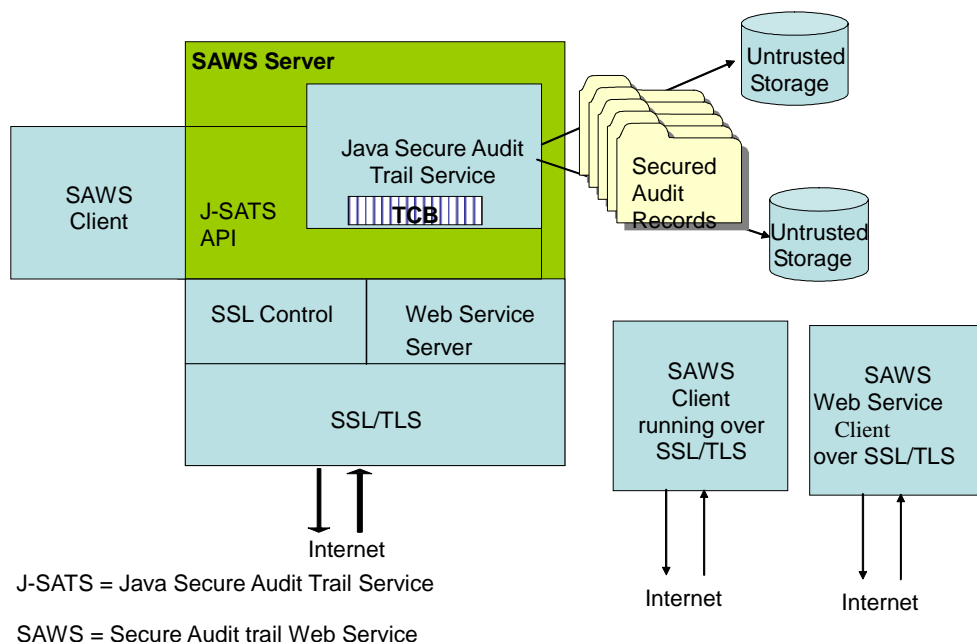 SAWS Server
Untrusted
Storage
Java Secure Audit
Trail Service
TCB
Secured
Audit
Records
SAWS
Client
J-SATS
API
Untrusted
Storage
SSL Control
Web Service
Server
SSL/TLS
SAWS
Client
running over
SSL/TLS
SAWS
Web Service
Client
over SSL/TLS
Internet
Internet
Internet
J-SATS = Java Secure Audit Trail Service
SAWS = Secure Audit trail Web Service